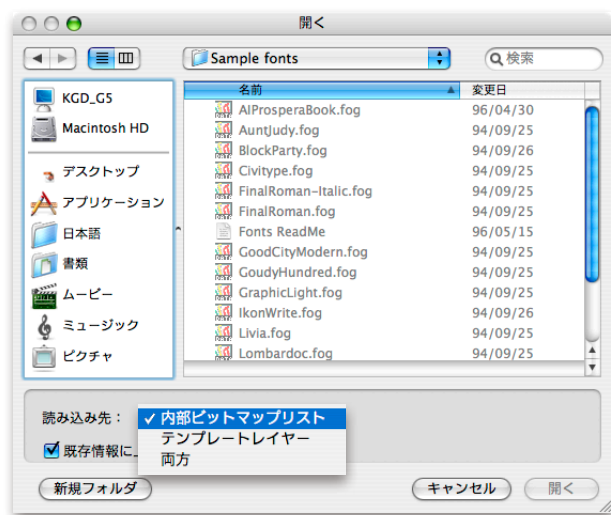 開く
Sample fonts
検索
名前 変更日
KGD_G5
Macintosh HD
デスクトップ
アプリケーション
日本語
書類
ムービー
ミュージック
ピクチャ
AIProsperaBook.fog 96/04/30
AuntJudy.fog 94/09/25
BlockParty.fog 94/09/26
Civitype.fog 94/09/25
FinalRoman-Italic.fog 94/09/25
FinalRoman.fog 94/09/25
Fonts ReadMe 96/05/15
GoodCityModern.fog 94/09/25
GoudyHundred.fog 94/09/25
GraphicLight.fog 94/09/25
IkonWrite.fog 94/09/26
Livia.fog 94/09/25
Lombardoc.fog 94/09/25
読み込み先：
✓内部ビットマップリスト
テンプレートレイヤー
両方
既存情報に
新規フォルダ
キャンセル
開く